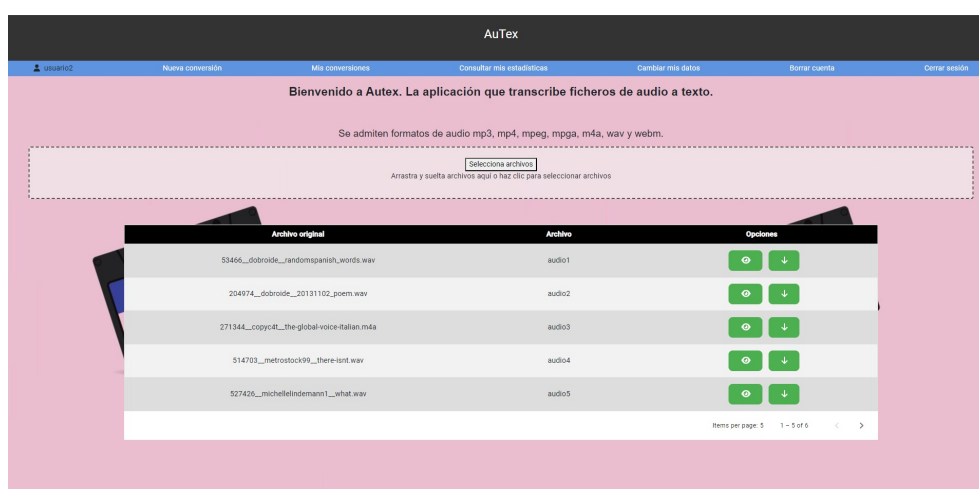 AuTex
usuario2 Nueva conversión Mis conversiones Consultar mis estadísticas Cambiar mis datos Borrar cuenta Cerrar sesión
Bienvenido a Autex. La aplicación que transcribe ficheros de audio a texto.
Se admiten formatos de audio mp3, mp4, mpeg, mpga, m4a, wav y webm.
Selecciona archivos
Arrastra y suelta archivos aquí o haz clic para seleccionar archivos
Archivo original Archivo Opciones
53466__dobroide__randomspanish_words.wav audio1
204974__dobroide__20131102_poem.wav audio2
271344__copyc4t__the-global-voice-italian.m4a audio3
514703__metrostock99__there-isnt.wav audio4
527426__michellelindemann1__what.wav audio5
Items per page: 5 1 – 5 of 6